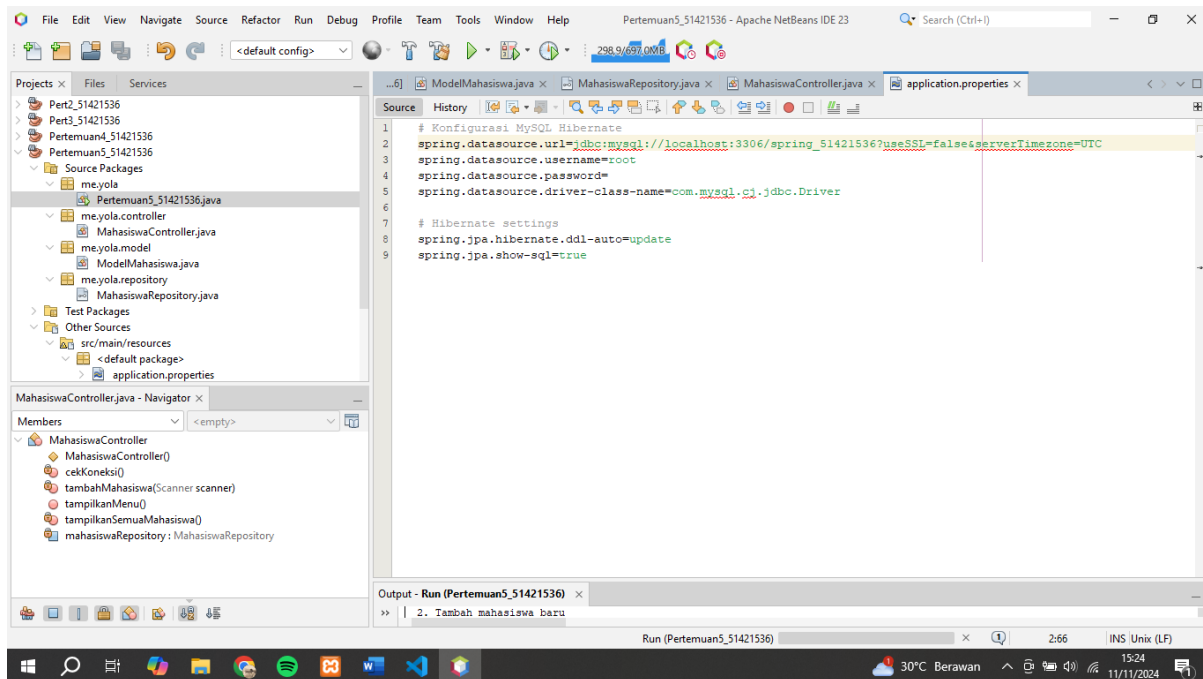 File Edit View Navigate Source Refactor Run Debug Profile Team Tools Window Help Pertemuan5_51421536 - Apache NetBeans IDE 23 Search (Ctrl+I)
<default config> 298.9/697.0MB
Projects Files Services
...6] ModelMahasiswa.java MahasiswaRepository.java MahasiswaController.java application.properties
Source History
Pert2_51421536
Pert3_51421536
Pertemuan4_51421536
Pertemuan5_51421536
Source Packages
me.yola
Pertemuan5_51421536.java
me.yola.controller
MahasiswaController.java
me.yola.model
ModelMahasiswa.java
me.yola.repository
MahasiswaRepository.java
Test Packages
Other Sources
src/main/resources
<default package>
application.properties
1 # Konfigurasi MySQL Hibernate
2 spring.datasource.url=jdbc:mysql://localhost:3306/spring_51421536?useSSL=false&serverTimezone=UTC
3 spring.datasource.username=root
4 spring.datasource.password=
5 spring.datasource.driver-class-name=com.mysql.cj.jdbc.Driver
6
7 # Hibernate settings
8 spring.jpa.hibernate.ddl-auto=update
9 spring.jpa.show-sql=true
MahasiswaController.java - Navigator
Members <empty>
MahasiswaController
MahasiswaController()
cekKoneksi()
tambahMahasiswa(Scanner scanner)
tampilkanMenu()
tampilkanSemuaMahasiswa()
mahasiswaRepository : MahasiswaRepository
Output - Run (Pertemuan5_51421536)
2. Tambah mahasiswa baru
Run (Pertemuan5_51421536) 1 2:66 INS Unix (LF)
30°C Berawan 15:24
11/11/2024